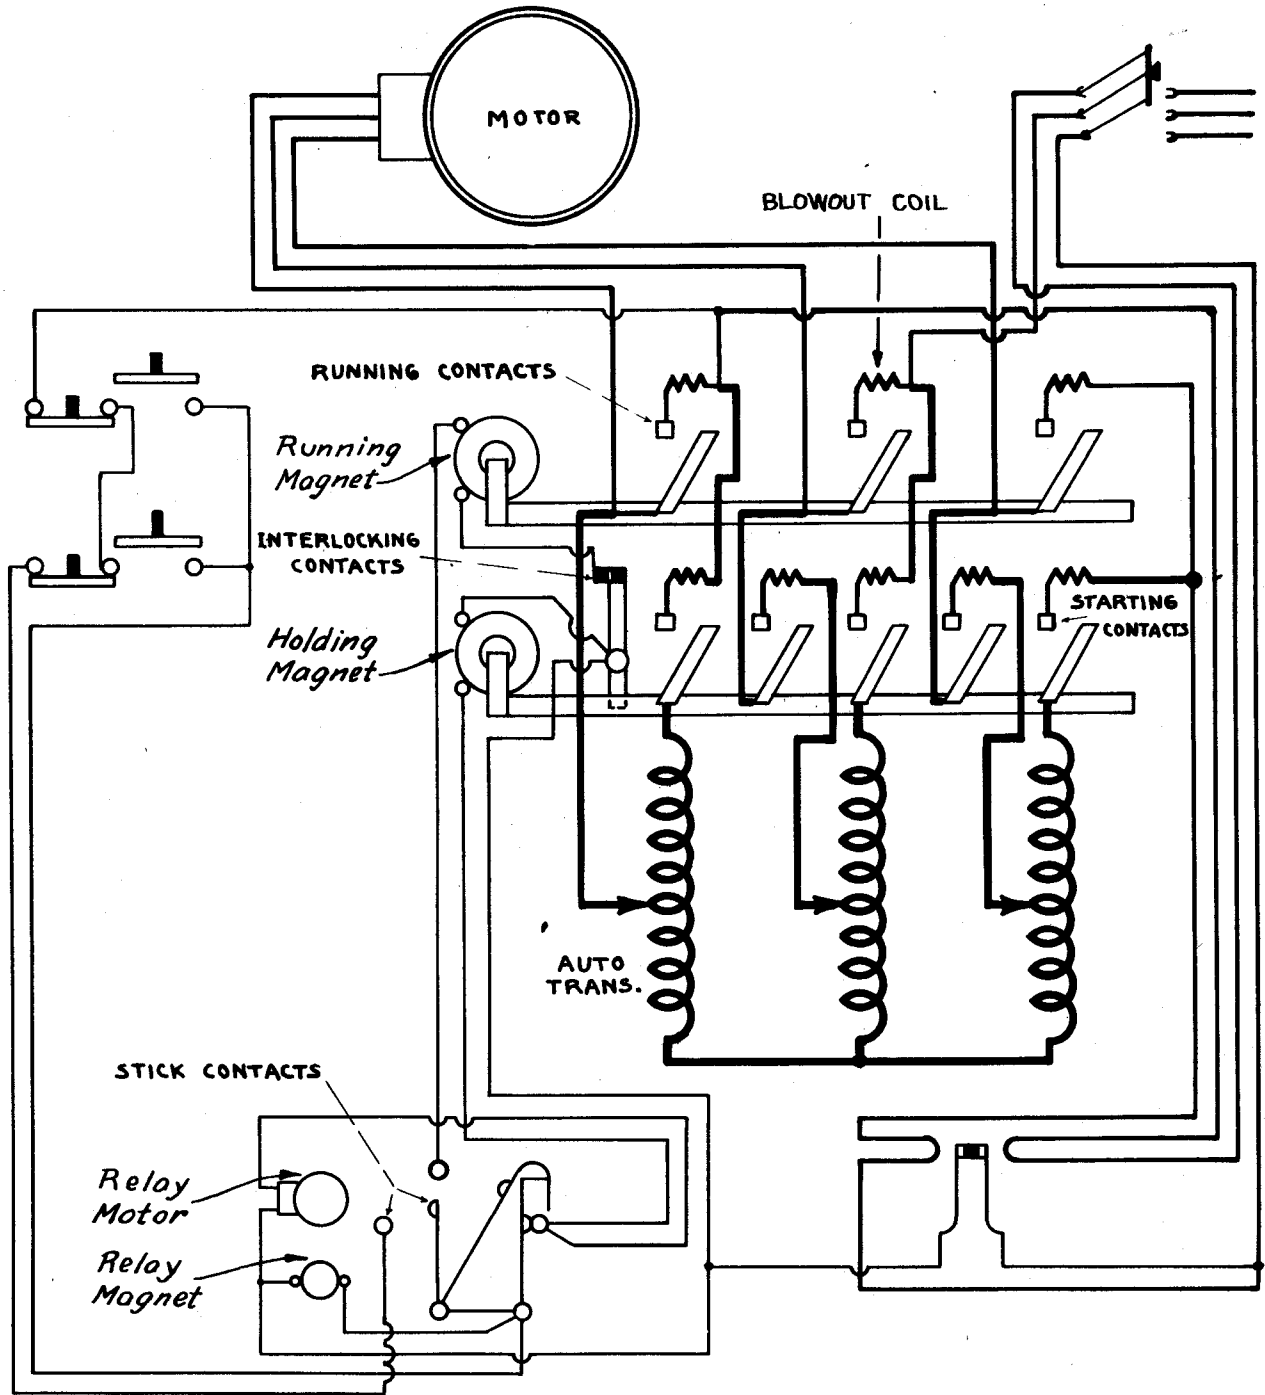 MOTOR
BLOWOUT COIL
RUNNING CONTACTS
Running
Magnet
INTERLOCKING
CONTACTS
STARTING
CONTACTS
Holding
Magnet
AUTO
TRANS.
STICK CONTACTS
Relay
Motor
Relay
Magnet